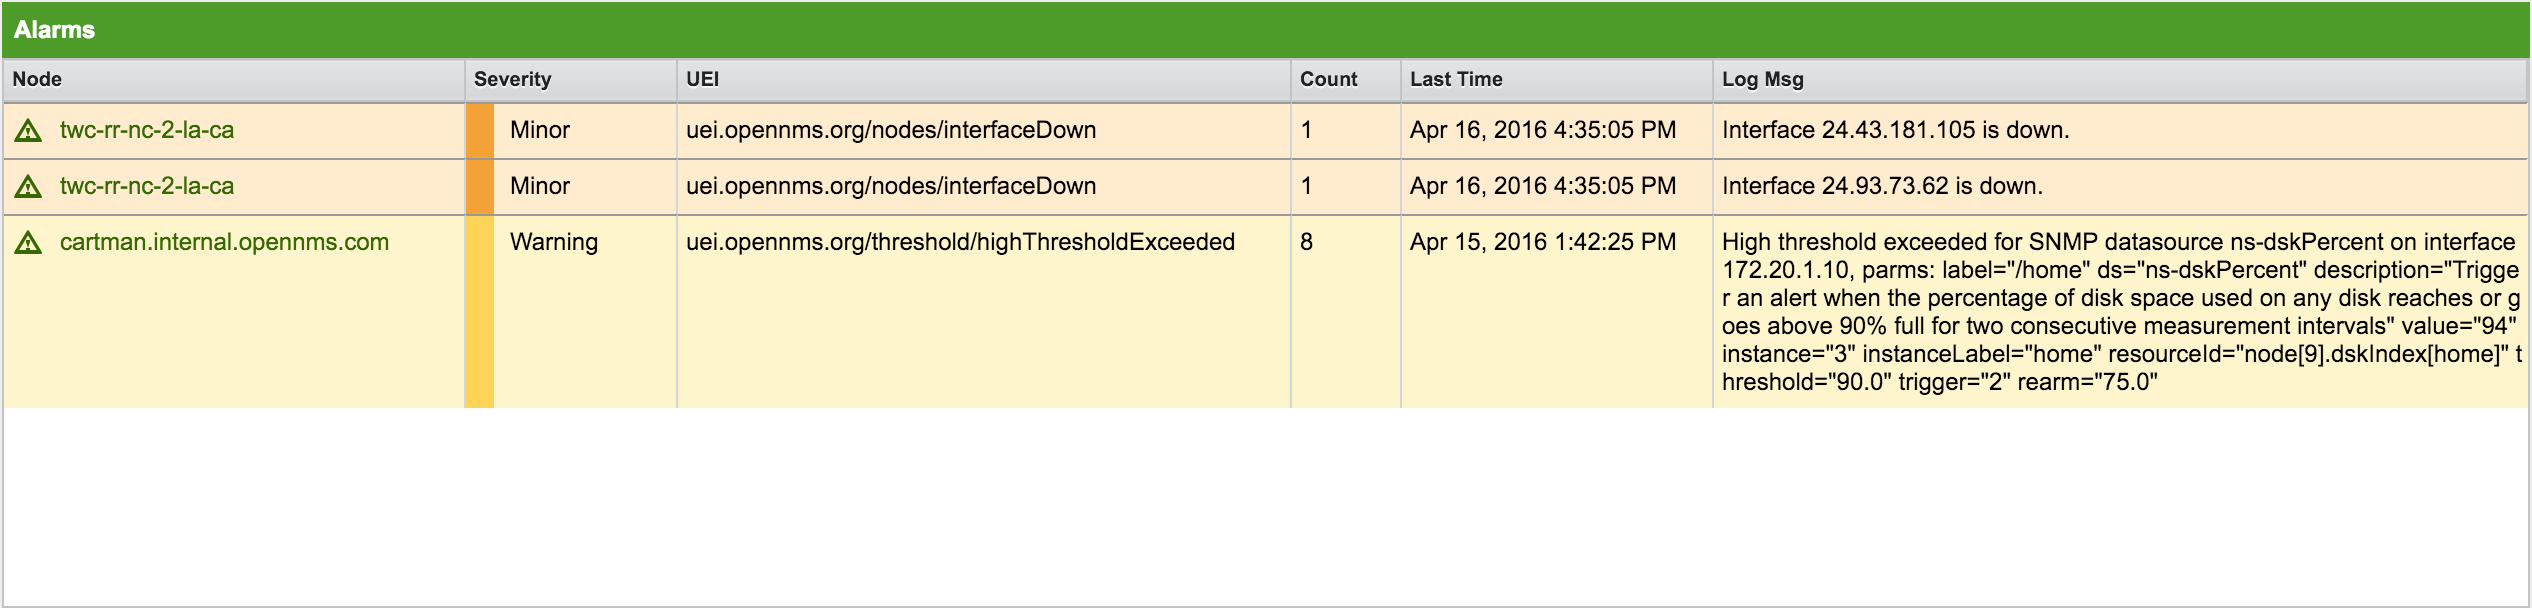 Alarms
Node Severity UEI Count Last Time Log Msg
twc-rr-nc-2-la-ca Minor uei.opennms.org/nodes/interfaceDown 1 Apr 16, 2016 4:35:05 PM Interface 24.43.181.105 is down.
twc-rr-nc-2-la-ca Minor uei.opennms.org/nodes/interfaceDown 1 Apr 16, 2016 4:35:05 PM Interface 24.93.73.62 is down.
cartman.internal.opennms.com Warning uei.opennms.org/threshold/highThresholdExceeded 8 Apr 15, 2016 1:42:25 PM High threshold exceeded for SNMP datasource ns-dskPercent on interface
172.20.1.10, parms: label="/home" ds="ns-dskPercent" description="Trigge
r an alert when the percentage of disk space used on any disk reaches or g
oes above 90% full for two consecutive measurement intervals" value="94"
instance="3" instanceLabel="home" resourceId="node[9].dskIndex[home]" t
hreshold="90.0" trigger="2" rearm="75.0"